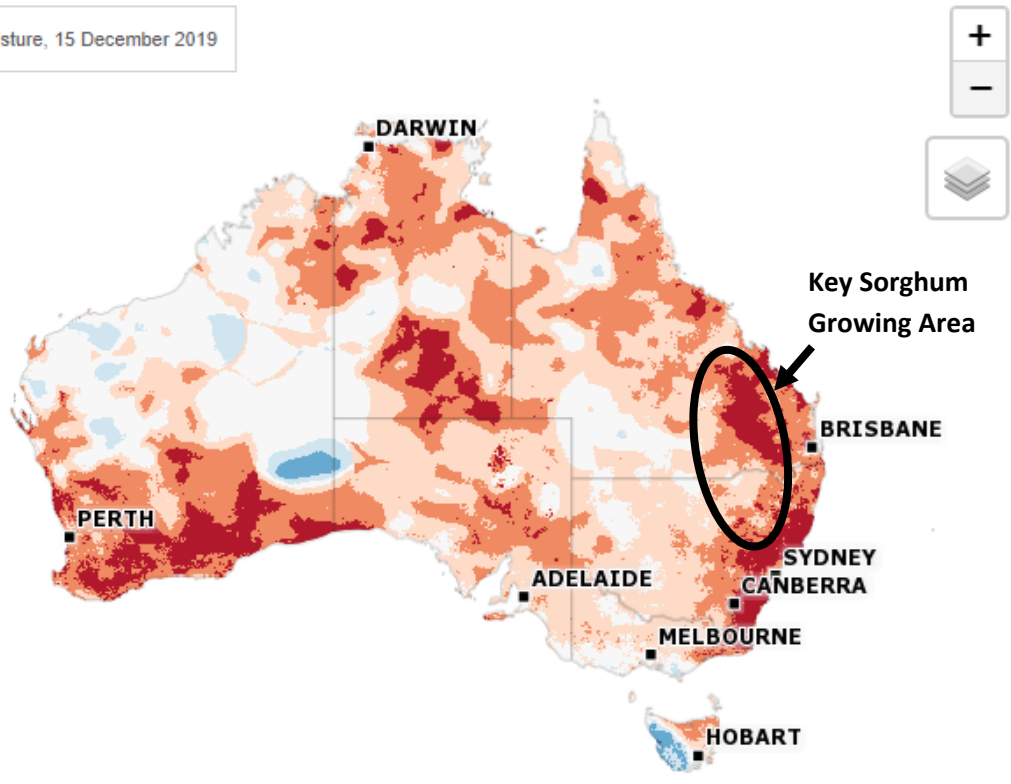 sture, 15 December 2019
+
−
DARWIN
Key Sorghum
Growing Area
BRISBANE
PERTH
SYDNEY
ADELAIDE
CANBERRA
MELBOURNE
HOBART